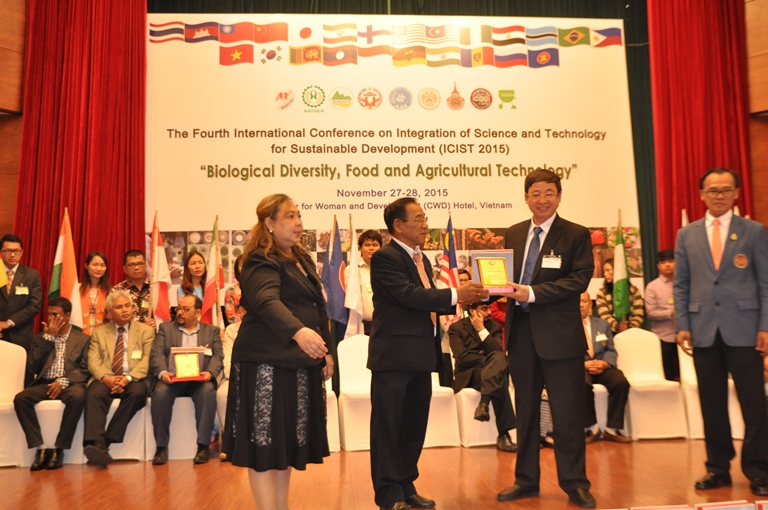 The Fourth International Conference on Integration of Science and Technology
for Sustainable Development (ICIST 2015)
"Biological Diversity, Food and Agricultural Technology"
November 27-28, 2015
for Woman and (CWD) Hotel, Vietnam